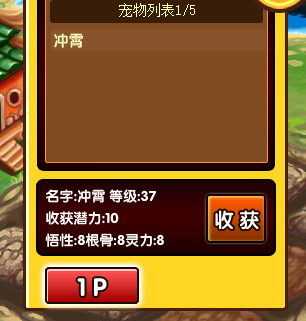 宠物列表1/5
冲霄
名字:冲霄 等级:37
收获潜力:10
悟性:8根骨:8灵力:8
收获
1P